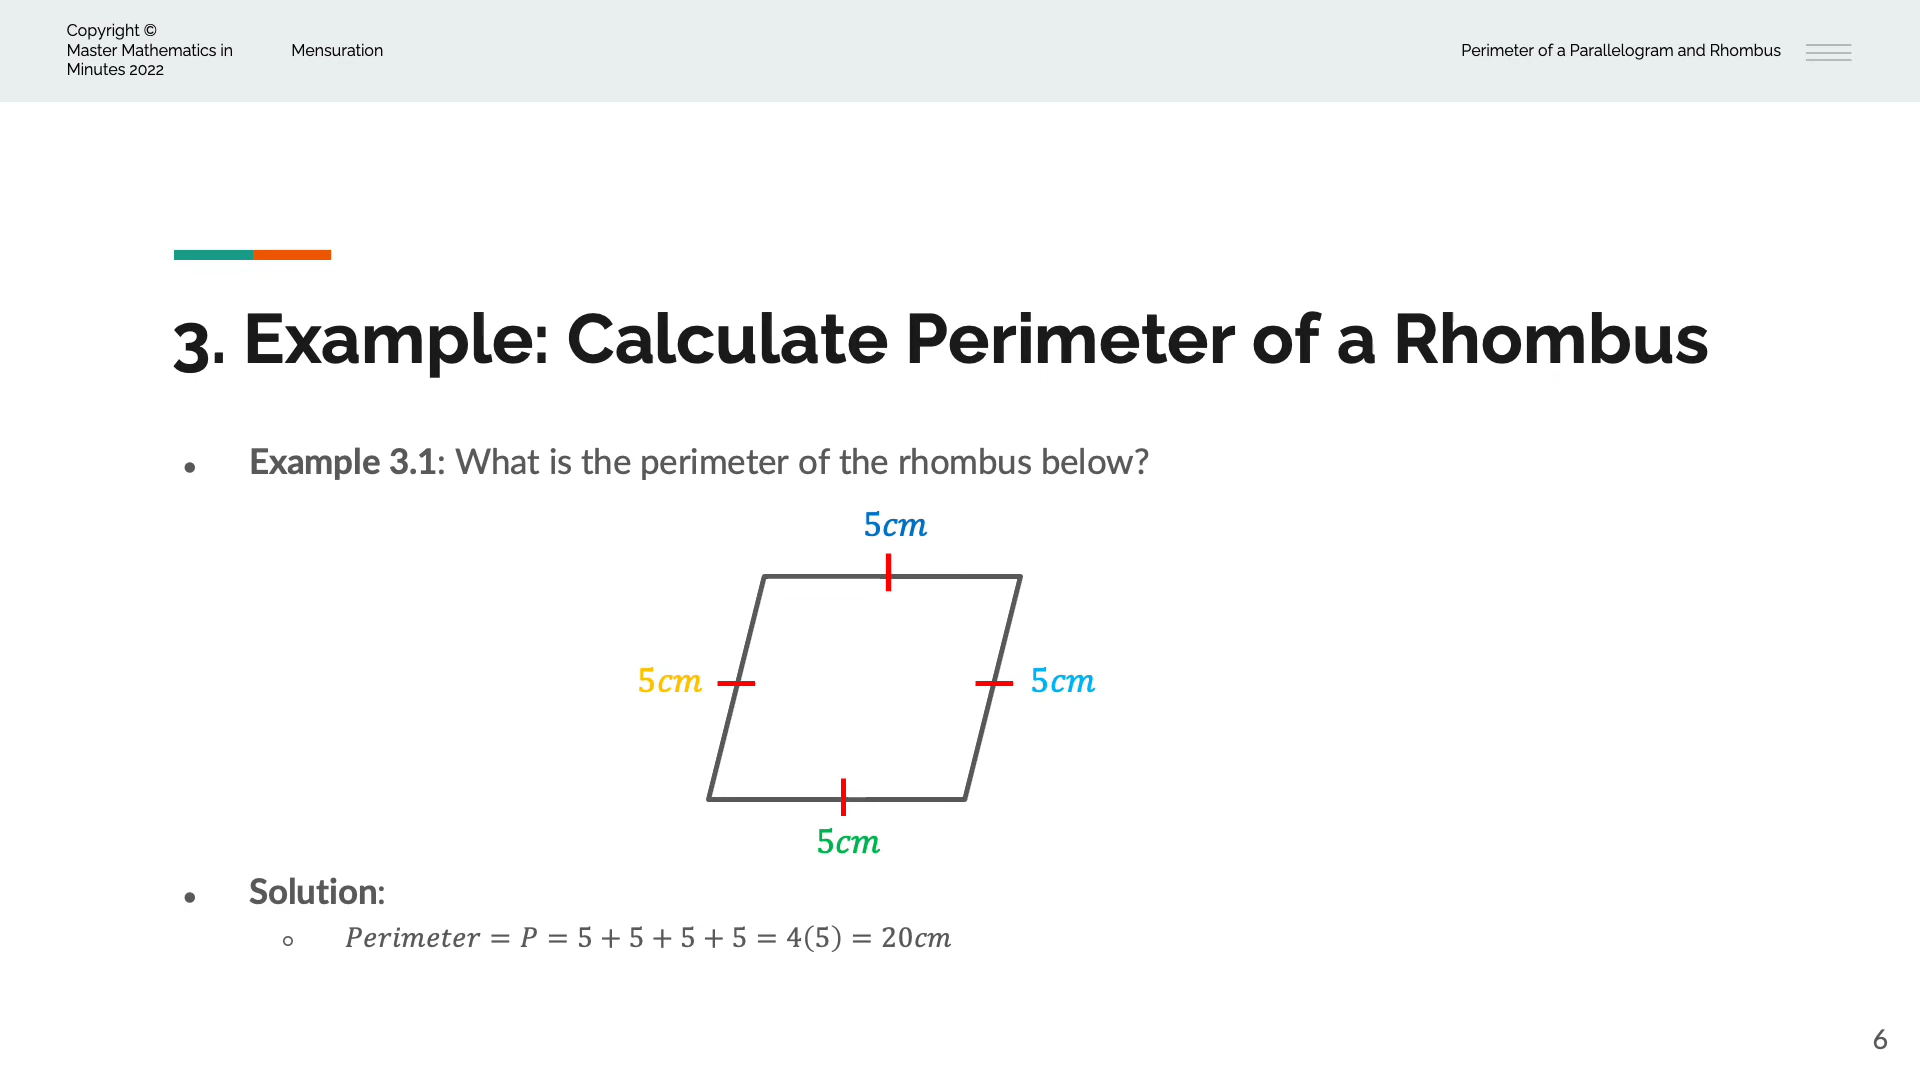 Copyright ©
Master Mathematics in
Minutes 2022
Mensuration
Perimeter of a Parallelogram and Rhombus
3. Example: Calculate Perimeter of a Rhombus
● Example 3.1: What is the perimeter of the rhombus below?
5cm
5cm
5cm
5cm
● Solution:
○ Perimeter = P = 5 + 5 + 5 + 5 = 4(5) = 20cm
6